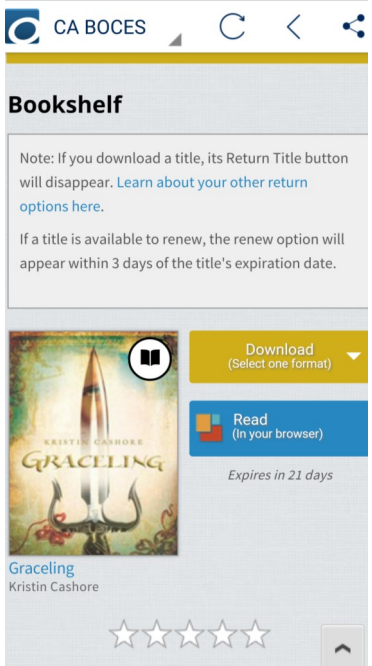 CA BOCES
Bookshelf
Note: If you download a title, its Return Title button
will disappear. Learn about your other return
options here.
If a title is available to renew, the renew option will
appear within 3 days of the title's expiration date.
KRISTIN CASHORE
GRACELING
Download
(Select one format)
Read
(In your browser)
Expires in 21 days
Graceling
Kristin Cashore